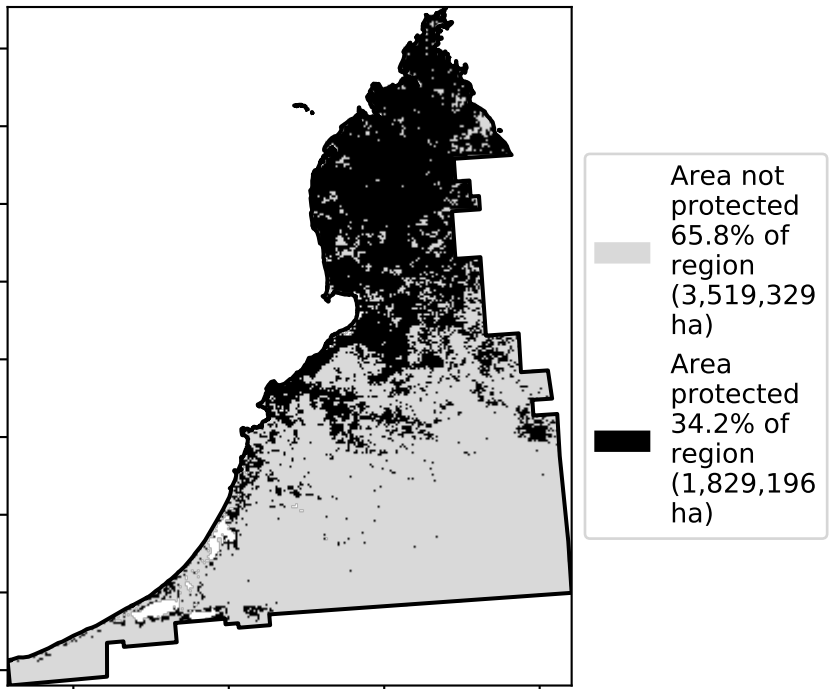 Area not
protected
65.8% of
region
(3,519,329
ha)
Area
protected
34.2% of
region
(1,829,196
ha)